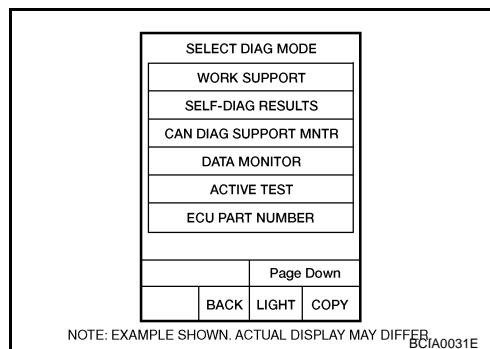 SELECT DIAG MODE
WORK SUPPORT
SELF-DIAG RESULTS
CAN DIAG SUPPORT MNTR
DATA MONITOR
ACTIVE TEST
ECU PART NUMBER
Page Down
BACK LIGHT COPY
NOTE: EXAMPLE SHOWN. ACTUAL DISPLAY MAY DIFFER.
BCIA0031E